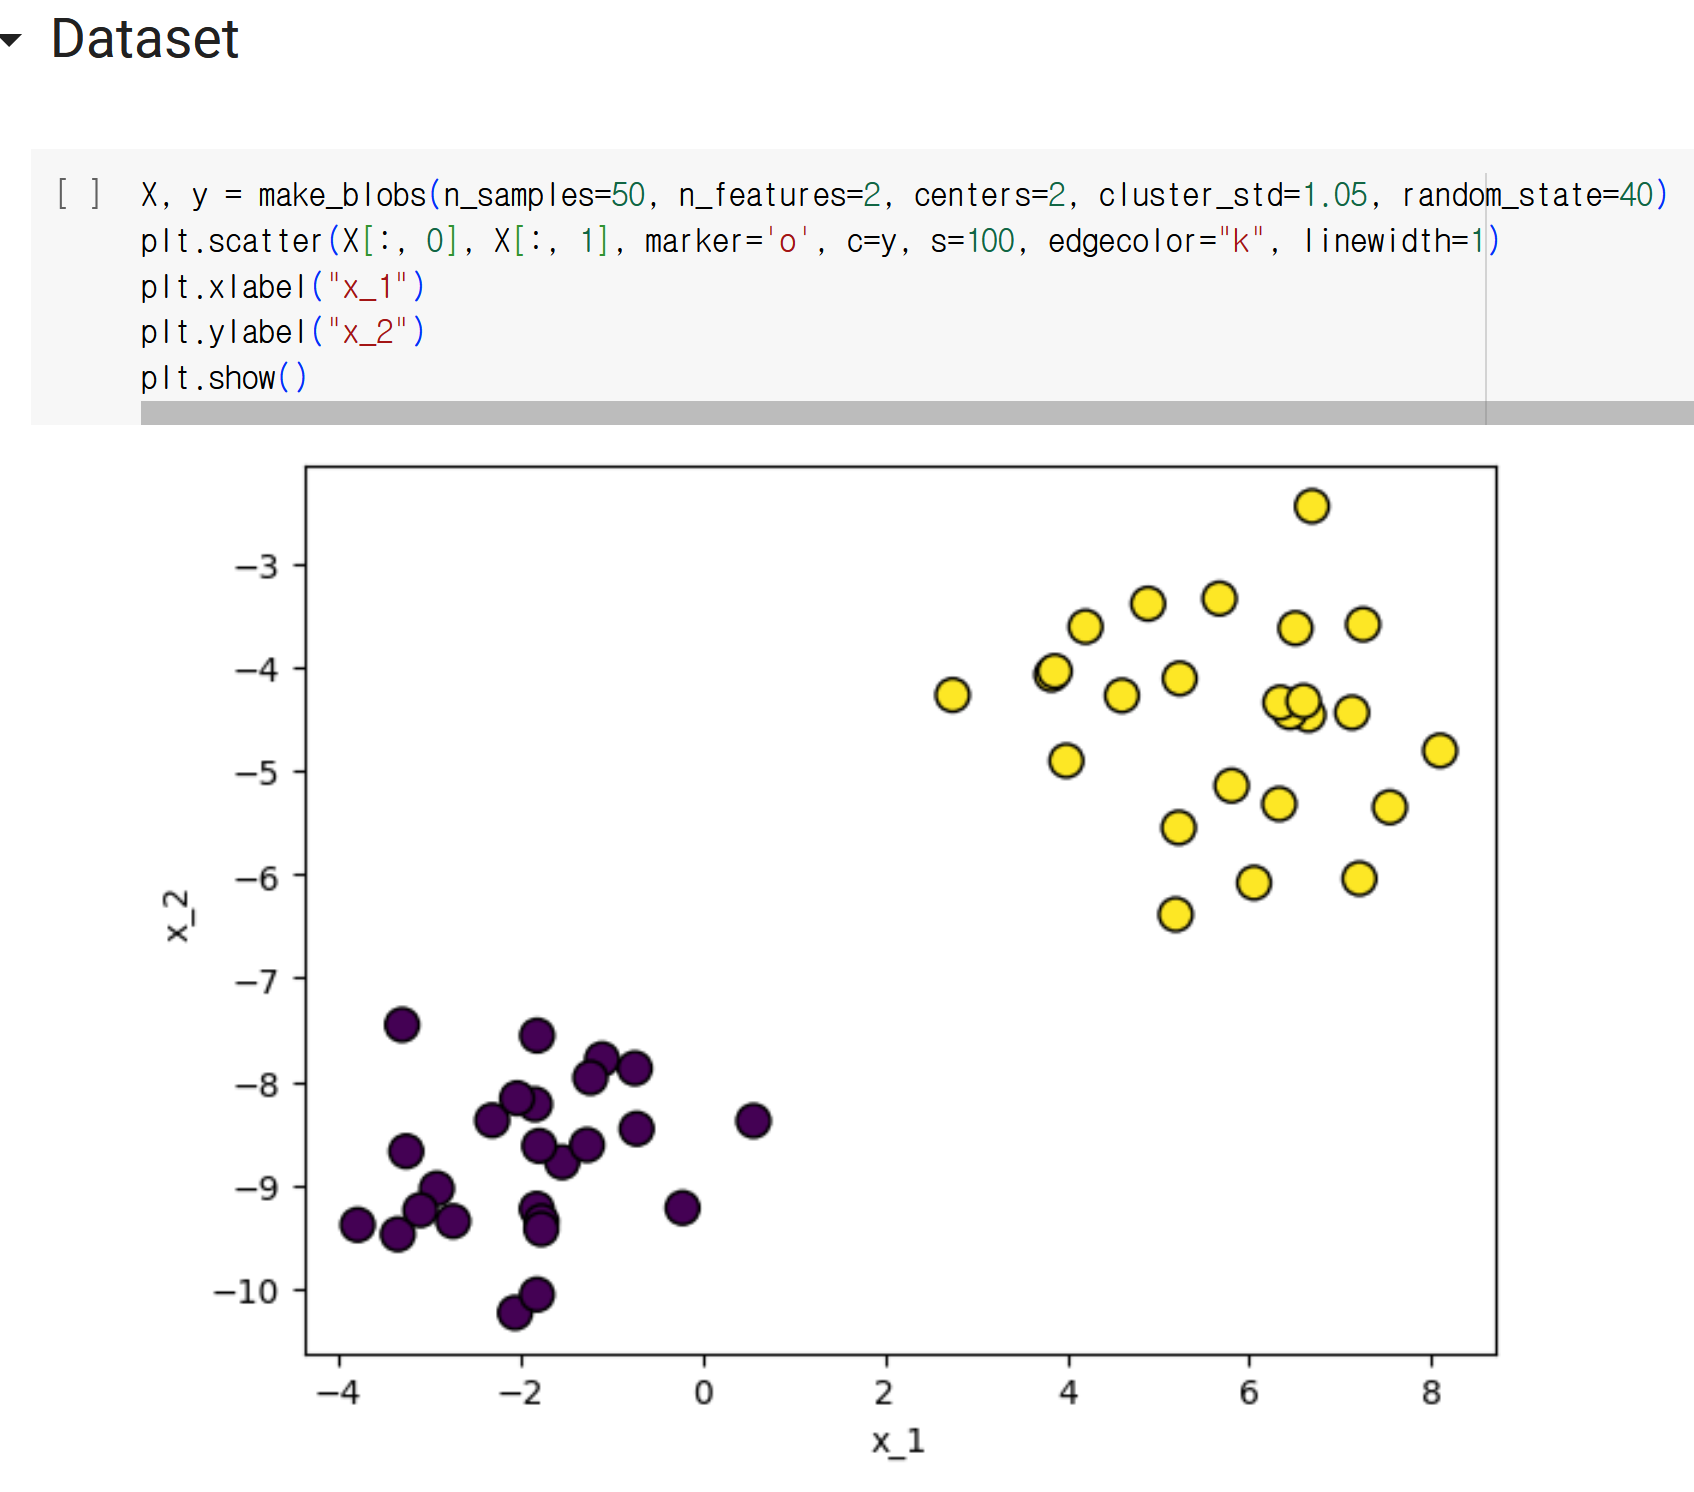 Dataset
[ ] X, y = make_blobs(n_samples=50, n_features=2, centers=2, cluster_std=1.05, random_state=40)
plt.scatter(X[:, 0], X[:, 1], marker='o', c=y, s=100, edgecolor="k", linewidth=1)
plt.xlabel("x_1")
plt.ylabel("x_2")
plt.show()
−3
−4
−5
−6
x_2
−7
−8
−9
−10
−4 −2 0 2 4 6 8
x_1